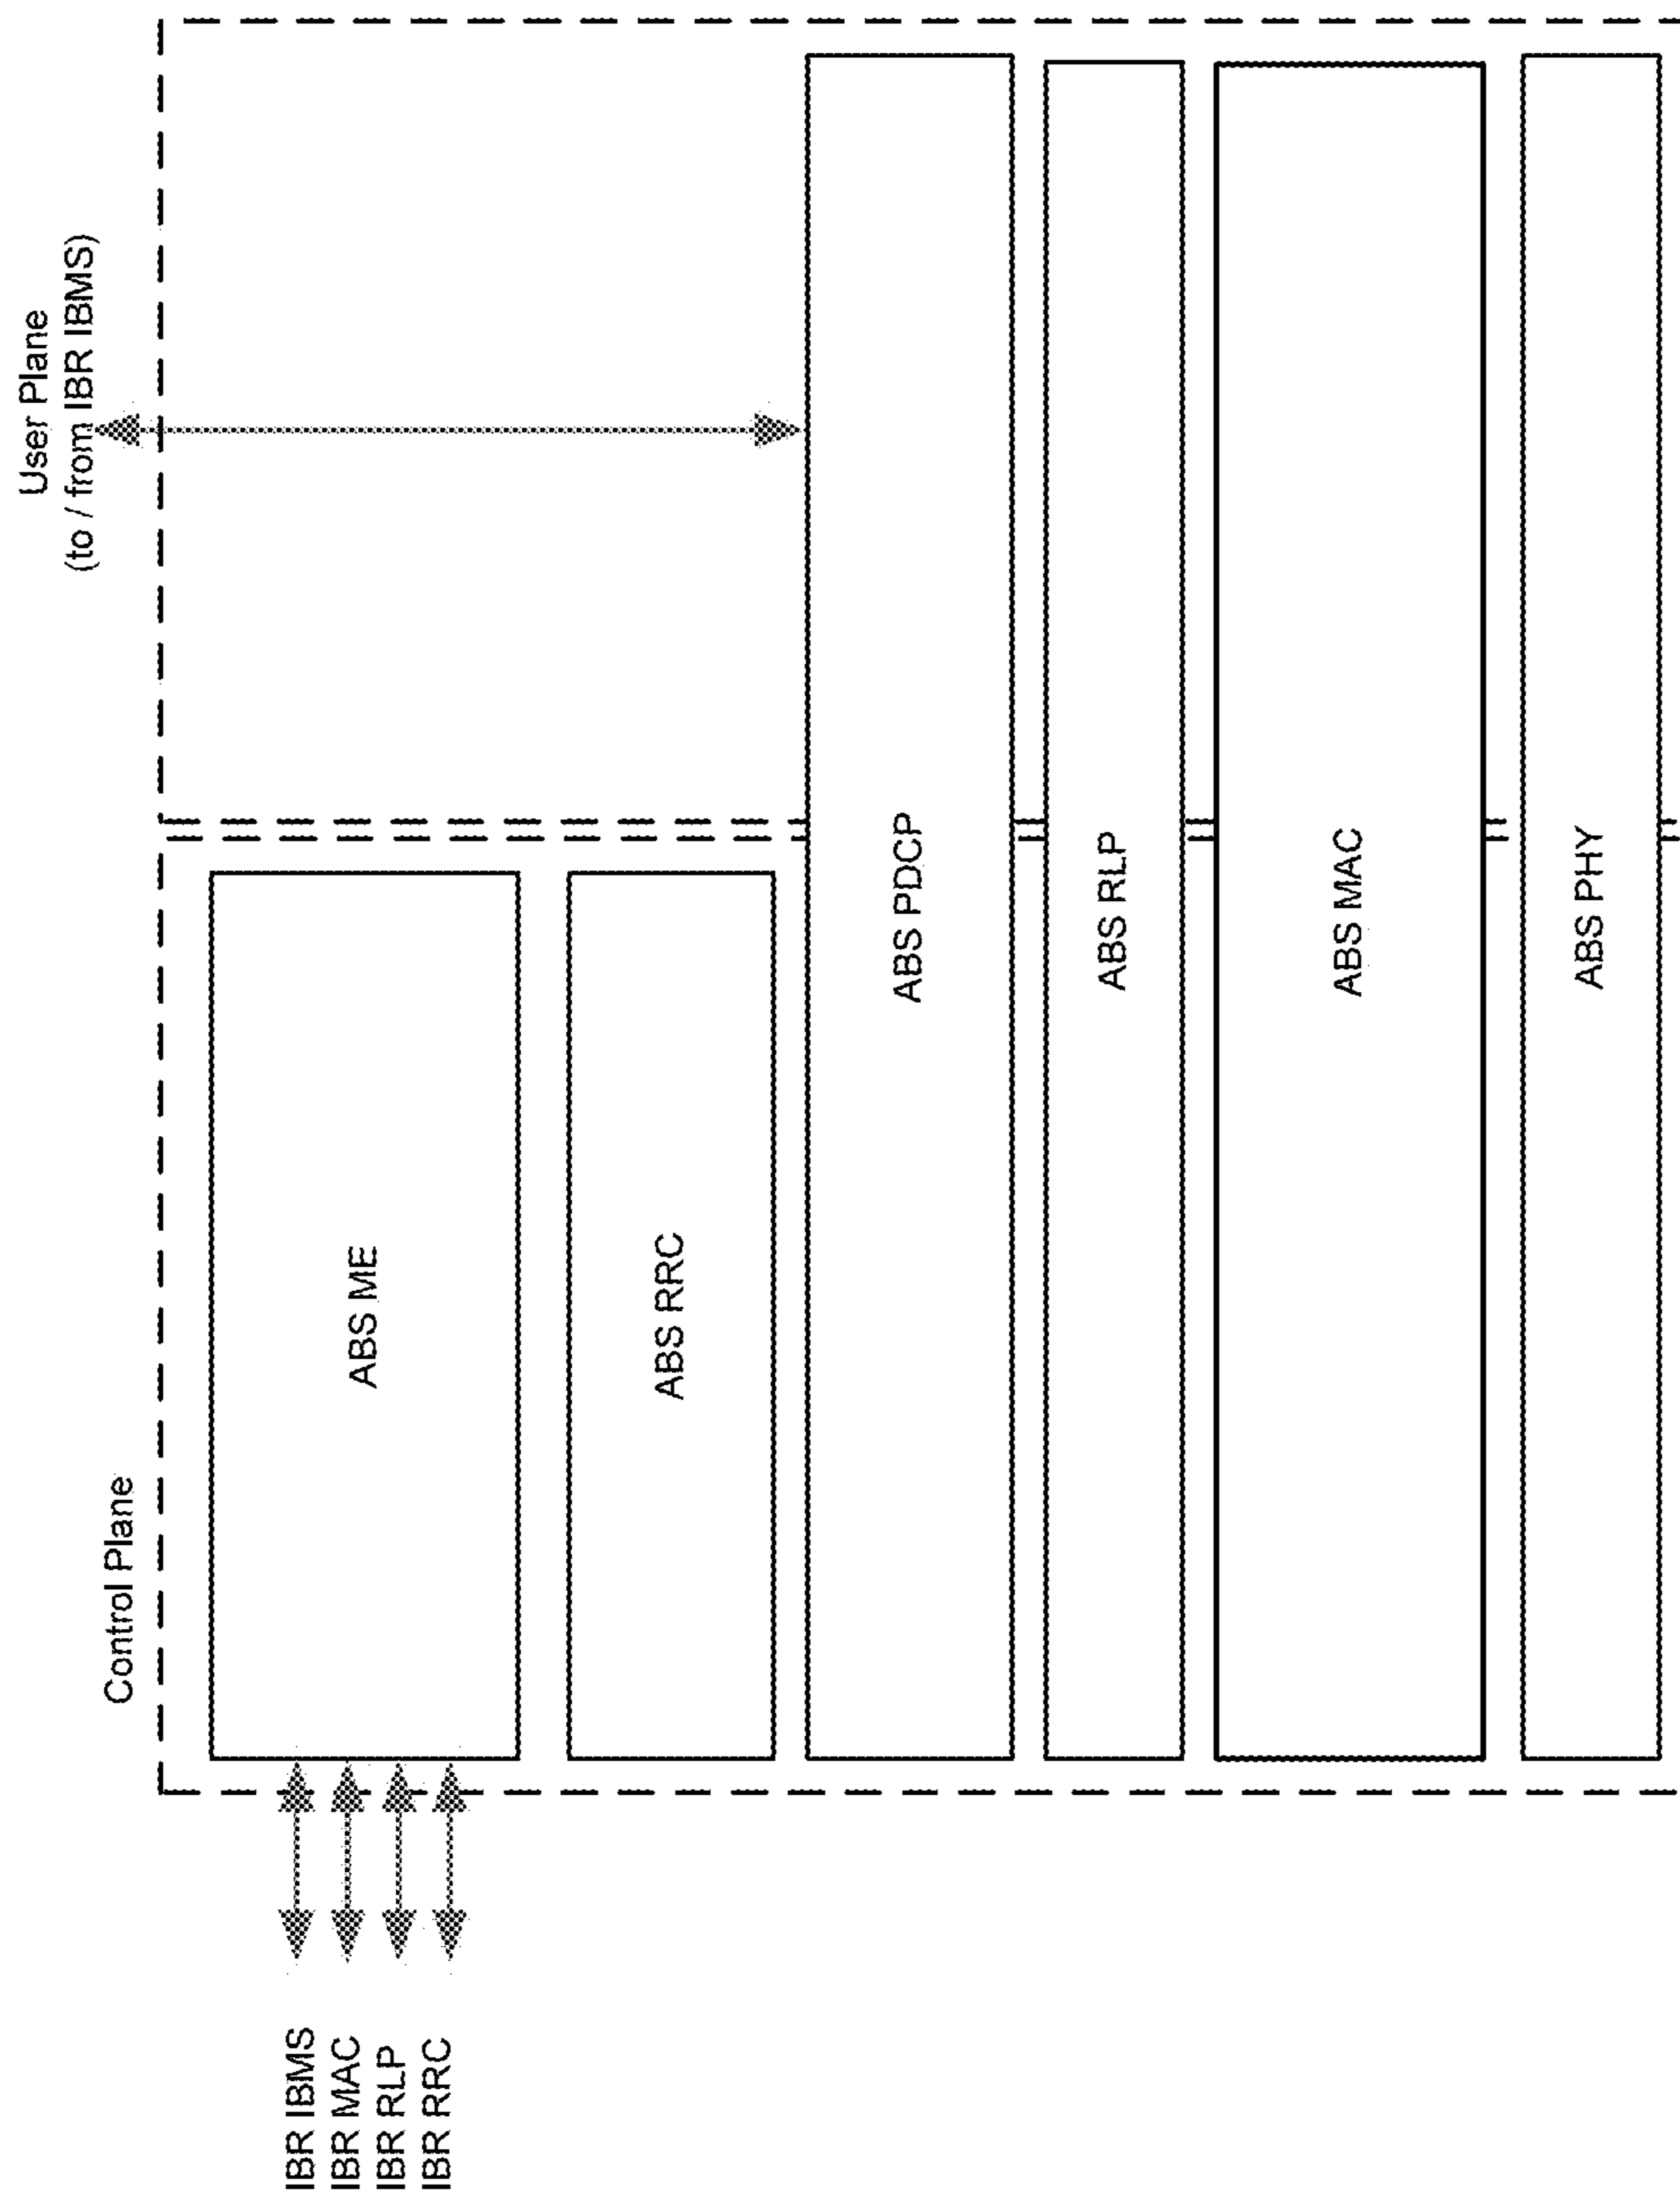 Control Plane
User Plane
(to / from IBR IBMS)
IBR IBMS
IBR MAC
IBR RLP
IBR RRC
ABS ME
ABS RRC
ABS PDCP
ABS RLP
ABS MAC
ABS PHY